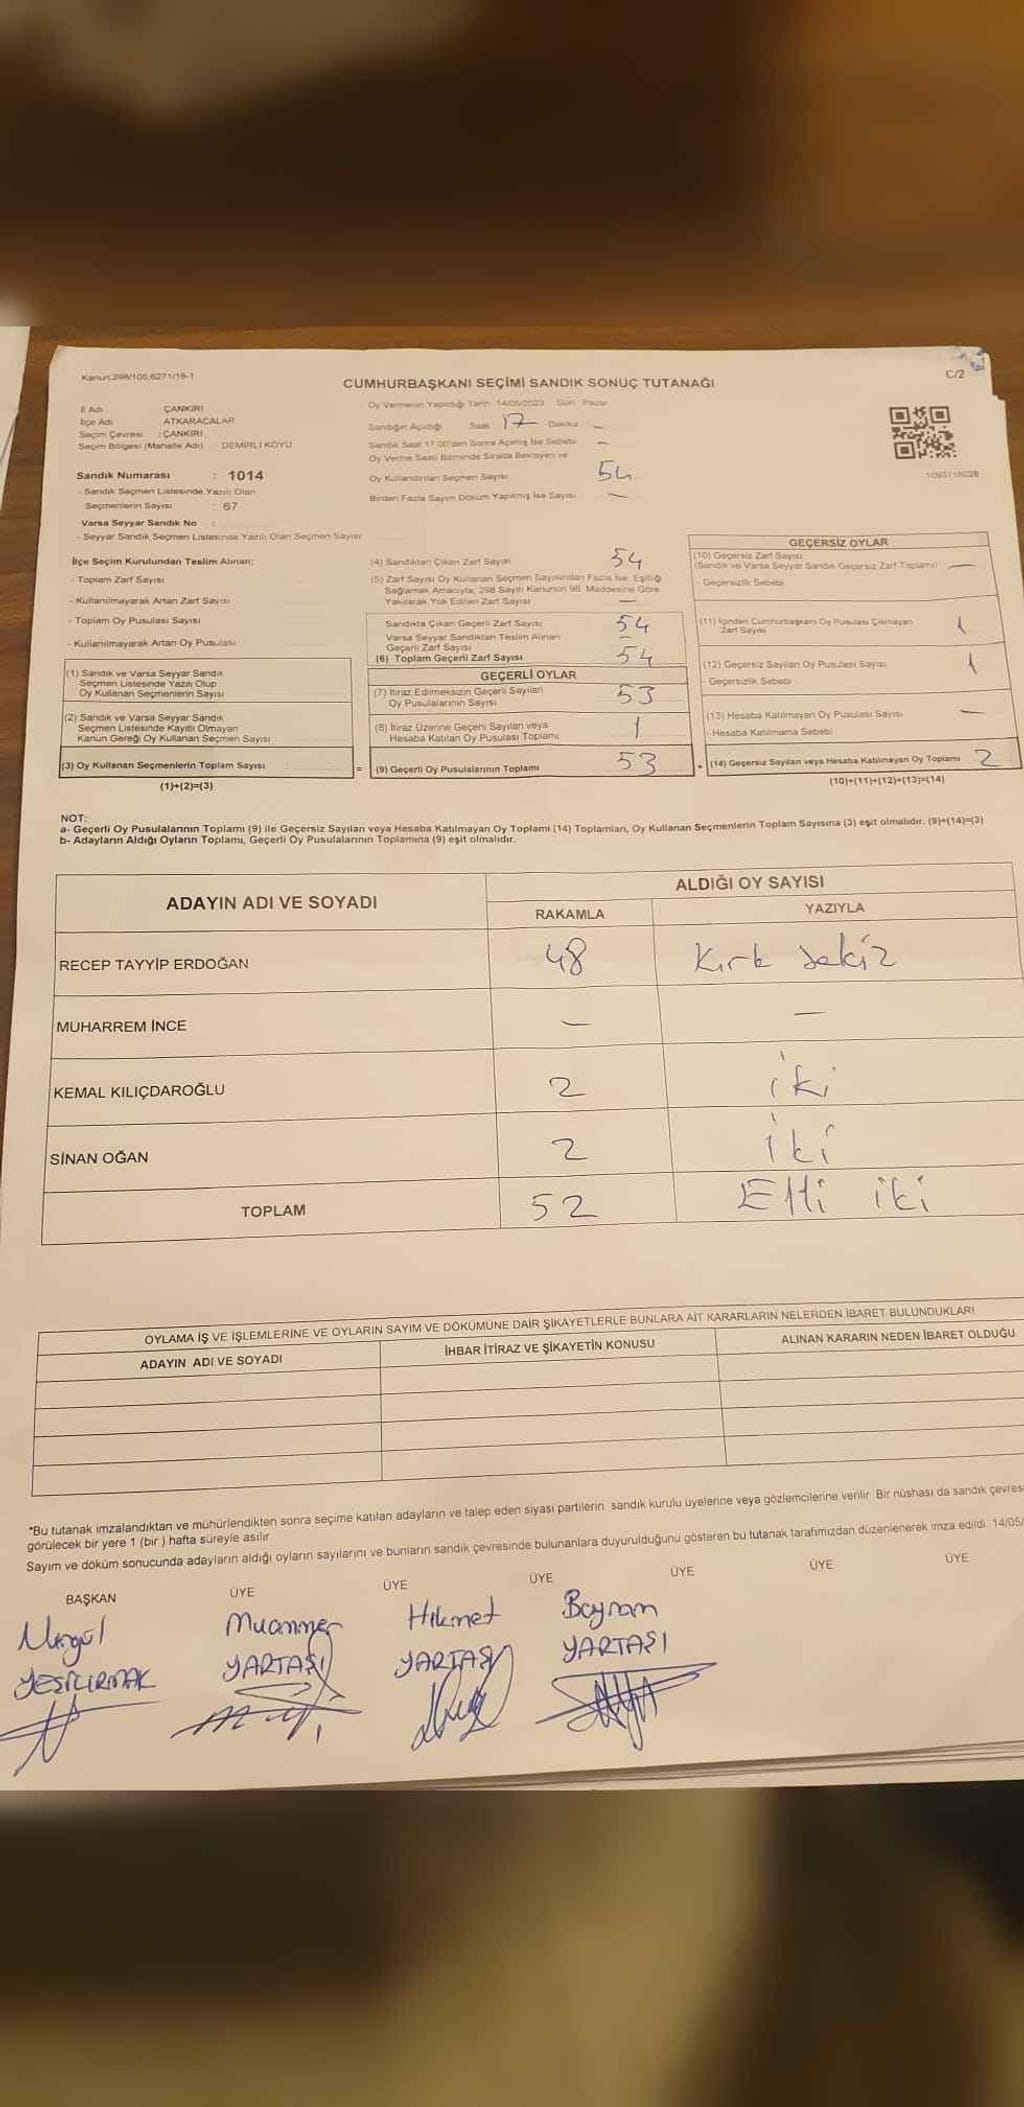 Kanun:298/105,6271/18-1
C/2
CUMHURBAŞKANI SEÇİMİ SANDIK SONUÇ TUTANAĞI
İl Adı : ÇANKIRI
İlçe Adı : ATKARACALAR
Seçim Çevresi : ÇANKIRI
Seçim Bölgesi (Mahalle Adı) : DEMİRLİ KÖYÜ
Sandık Numarası : 1014
- Sandık Seçmen Listesinde Yazılı Olan
Seçmenlerin Sayısı : 67
Varsa Seyyar Sandık No :
- Seyyar Sandık Seçmen Listesinde Yazılı Olan Seçmen Sayısı
Oy Vermenin Yapıldığı Tarih: 14/05/2023 Gün: Pazar
Sandığın Açıldığı Saat 17 Dakika –
Sandık Saat 17.00'den Sonra Açılmış İse Sebebi –
Oy Verme Saati Bitiminde Sırada Bekleyen ve
Oy Kullandırılan Seçmen Sayısı 54
Birden Fazla Sayım Döküm Yapılmış İse Sayısı –
İlçe Seçim Kurulundan Teslim Alınan;
- Toplam Zarf Sayısı
- Kullanılmayarak Artan Zarf Sayısı
- Toplam Oy Pusulası Sayısı
- Kullanılmayarak Artan Oy Pusulası
(1) Sandık ve Varsa Seyyar Sandık
Seçmen Listesinde Yazılı Olup
Oy Kullanan Seçmenlerin Sayısı
(2) Sandık ve Varsa Seyyar Sandık
Seçmen Listesinde Kayıtlı Olmayan
Kanun Gereği Oy Kullanan Seçmen Sayısı
(3) Oy Kullanan Seçmenlerin Toplam Sayısı =
(1)+(2)=(3)
(4) Sandıktan Çıkan Zarf Sayısı 54
(5) Zarf Sayısı Oy Kullanan Seçmen Sayısından Fazla İse, Eşitliği
Sağlamak Amacıyla, 298 Sayılı Kanunun 98. Maddesine Göre
Yakılarak Yok Edilen Zarf Sayısı –
Sandıkta Çıkan Geçerli Zarf Sayısı 54
Varsa Seyyar Sandıktan Teslim Alınan
Geçerli Zarf Sayısı –
(6) Toplam Geçerli Zarf Sayısı 54
GEÇERLİ OYLAR
(7) İtiraz Edilmeksizin Geçerli Sayılan
Oy Pusulalarının Sayısı 53
(8) İtiraz Üzerine Geçerli Sayılan veya
Hesaba Katılan Oy Pusulası Toplamı 1
(9) Geçerli Oy Pusulalarının Toplamı 53 +
GEÇERSİZ OYLAR
(10) Geçersiz Zarf Sayısı
(Sandık ve Varsa Seyyar Sandık Geçersiz Zarf Toplamı) –
- Geçersizlik Sebebi
(11) İçinden Cumhurbaşkanı Oy Pusulası Çıkmayan
Zarf Sayısı 1
(12) Geçersiz Sayılan Oy Pusulası Sayısı 1
- Geçersizlik Sebebi
(13) Hesaba Katılmayan Oy Pusulası Sayısı –
- Hesaba Katılmama Sebebi
(14) Geçersiz Sayılan veya Hesaba Katılmayan Oy Toplamı 2
(10)+(11)+(12)+(13)=(14)
NOT:
a- Geçerli Oy Pusulalarının Toplamı (9) ile Geçersiz Sayılan veya Hesaba Katılmayan Oy Toplamı (14) Toplamları, Oy Kullanan Seçmenlerin Toplam Sayısına (3) eşit olmalıdır. (9)+(14)=(3)
b- Adayların Aldığı Oyların Toplamı, Geçerli Oy Pusulalarının Toplamına (9) eşit olmalıdır.
ADAYIN ADI VE SOYADI ALDIĞI OY SAYISI
RAKAMLA YAZIYLA
RECEP TAYYİP ERDOĞAN 48 Kırk Sekiz
MUHARREM İNCE – –
KEMAL KILIÇDAROĞLU 2 iki
SİNAN OĞAN 2 iki
TOPLAM 52 Elli iki
OYLAMA İŞ VE İŞLEMLERİNE VE OYLARIN SAYIM VE DÖKÜMÜNE DAİR ŞİKAYETLERLE BUNLARA AİT KARARLARIN NELERDEN İBARET BULUNDUKLARI
ADAYIN ADI VE SOYADI İHBAR İTİRAZ VE ŞİKAYETİN KONUSU ALINAN KARARIN NEDEN İBARET OLDUĞU
*Bu tutanak imzalandıktan ve mühürlendikten sonra seçime katılan adayların ve talep eden siyasi partilerin sandık kurulu üyelerine veya gözlemcilerine verilir. Bir nüshası da sandık çevres
görülecek bir yere 1 (bir ) hafta süreyle asılır.
Sayım ve döküm sonucunda adayların aldığı oyların sayılarını ve bunların sandık çevresinde bulunanlara duyurulduğunu gösteren bu tutanak tarafımızdan düzenlenerek imza edildi. 14/05/
BAŞKAN ÜYE ÜYE ÜYE ÜYE ÜYE ÜYE
Muammer Hikmet Bayram
YEŞİLIRMAK YARTAŞI YARTAŞI YARTAŞI